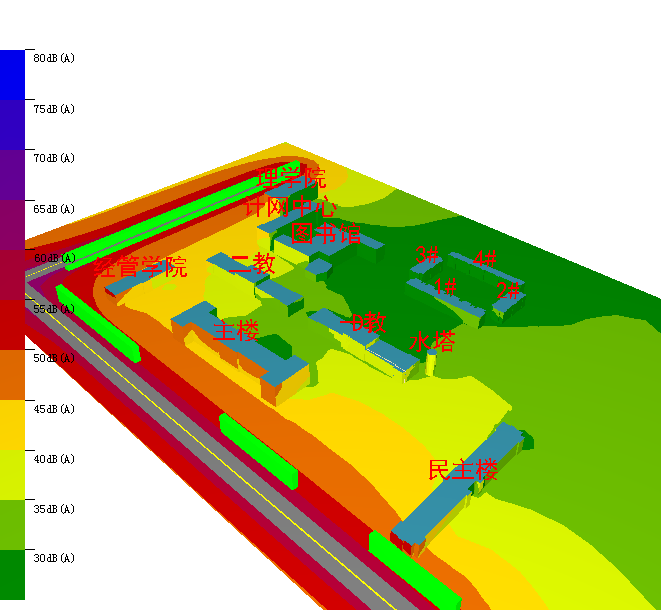 80dB(A)
75dB(A)
70dB(A)
65dB(A)
60dB(A)
55dB(A)
50dB(A)
45dB(A)
40dB(A)
35dB(A)
30dB(A)
理学院
计网中心
图书馆
经管学院
二教
3#
4#
1#
2#
主楼
一教
水塔
民主楼